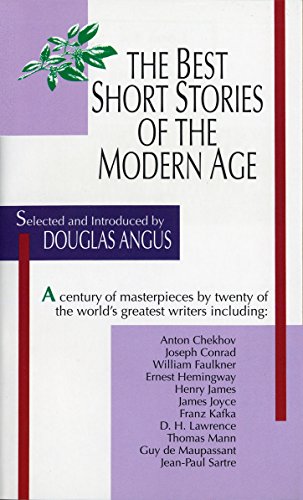 THE BEST
SHORT STORIES
OF THE
MODERN AGE
Selected and Introduced by
DOUGLAS ANGUS
A century of masterpieces by twenty of
the world's greatest writers including:
Anton Chekhov
Joseph Conrad
William Faulkner
Ernest Hemingway
Henry James
James Joyce
Franz Kafka
D. H. Lawrence
Thomas Mann
Guy de Maupassant
Jean-Paul Sartre